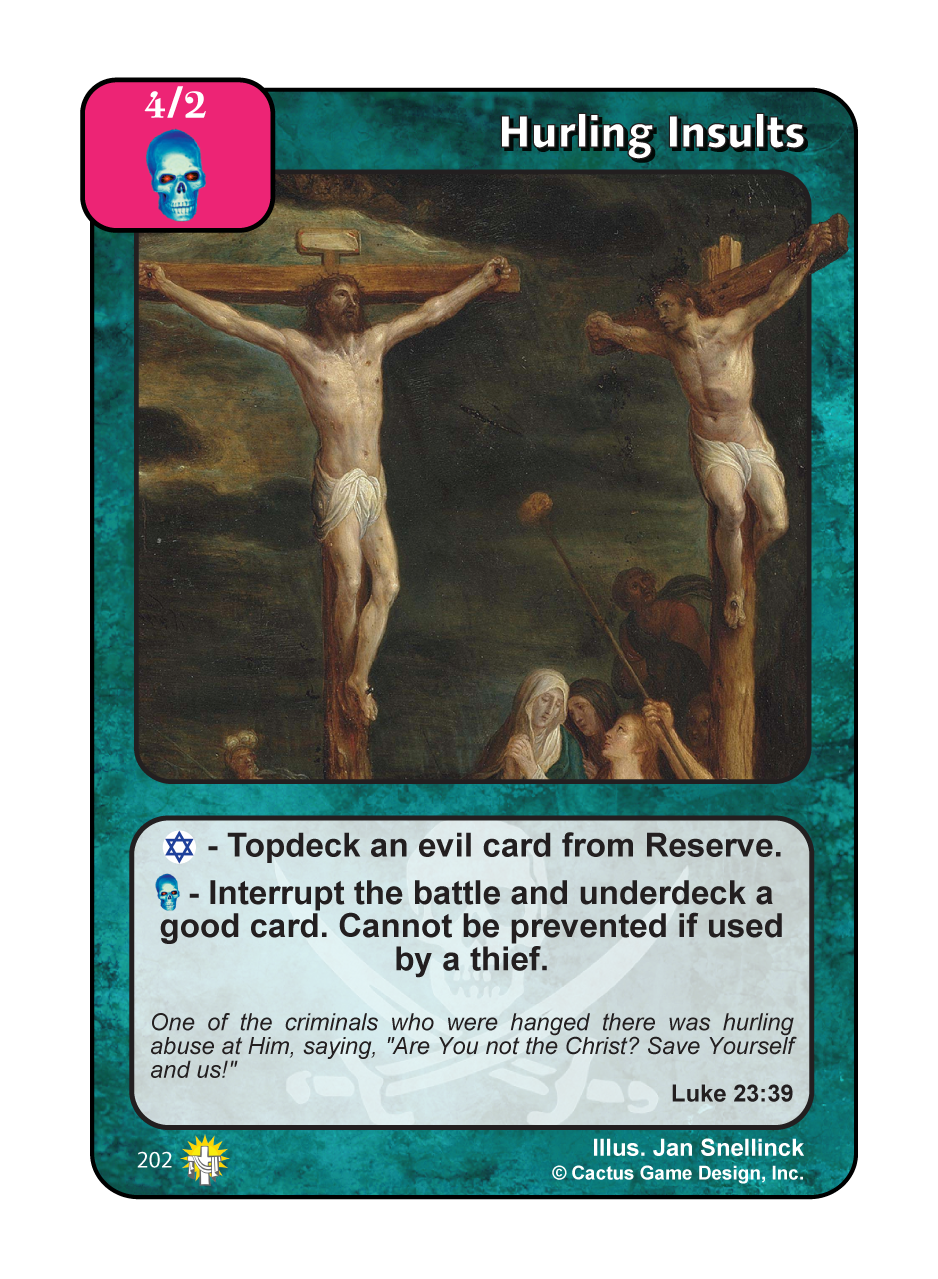 4/2
Hurling Insults
- Topdeck an evil card from Reserve.
- Interrupt the battle and underdeck a
good card. Cannot be prevented if used
by a thief.
One of the criminals who were hanged there was hurling
abuse at Him, saying, "Are You not the Christ? Save Yourself
and us!"
Luke 23:39
202
Illus. Jan Snellinck
© Cactus Game Design, Inc.